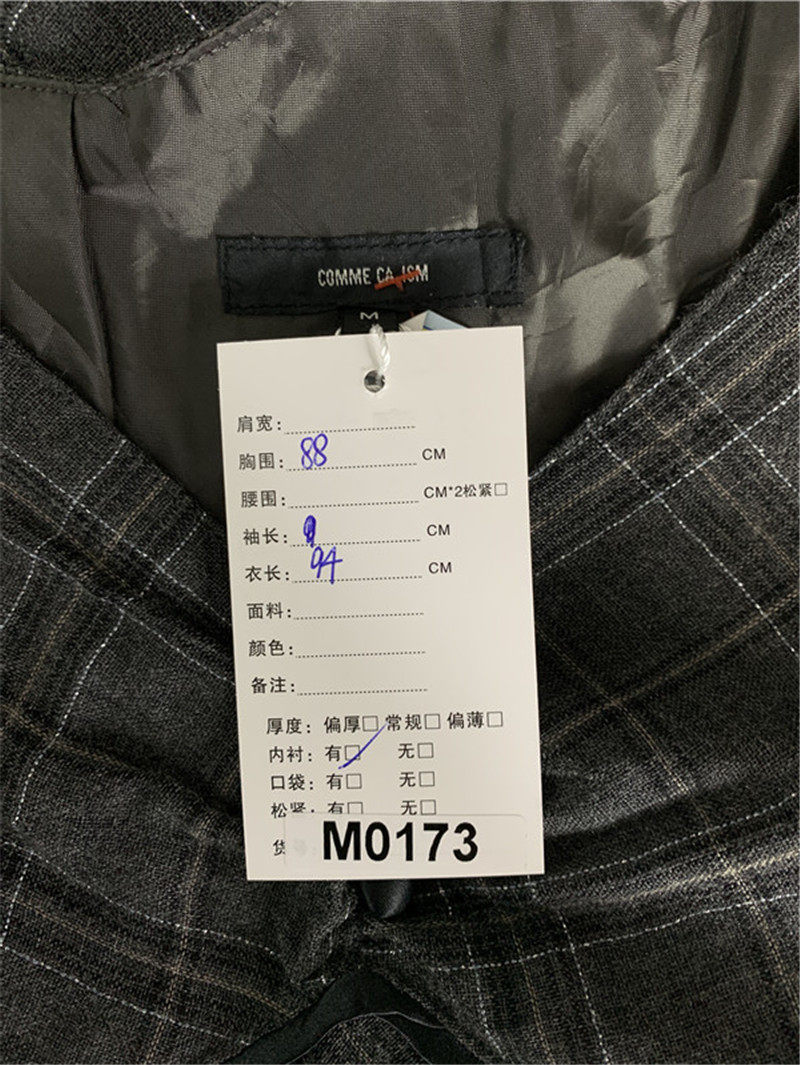 COMME CA ISM
M
肩宽：
胸围： 88 CM
腰围： CM*2松紧□
袖长： CM
衣长： 94 CM
面料：
颜色：
备注：
厚度： 偏厚□ 常规□ 偏薄□
内衬： 有□ 无□
口袋： 有□ 无□
松紧： 有□ 无□
货
M0173